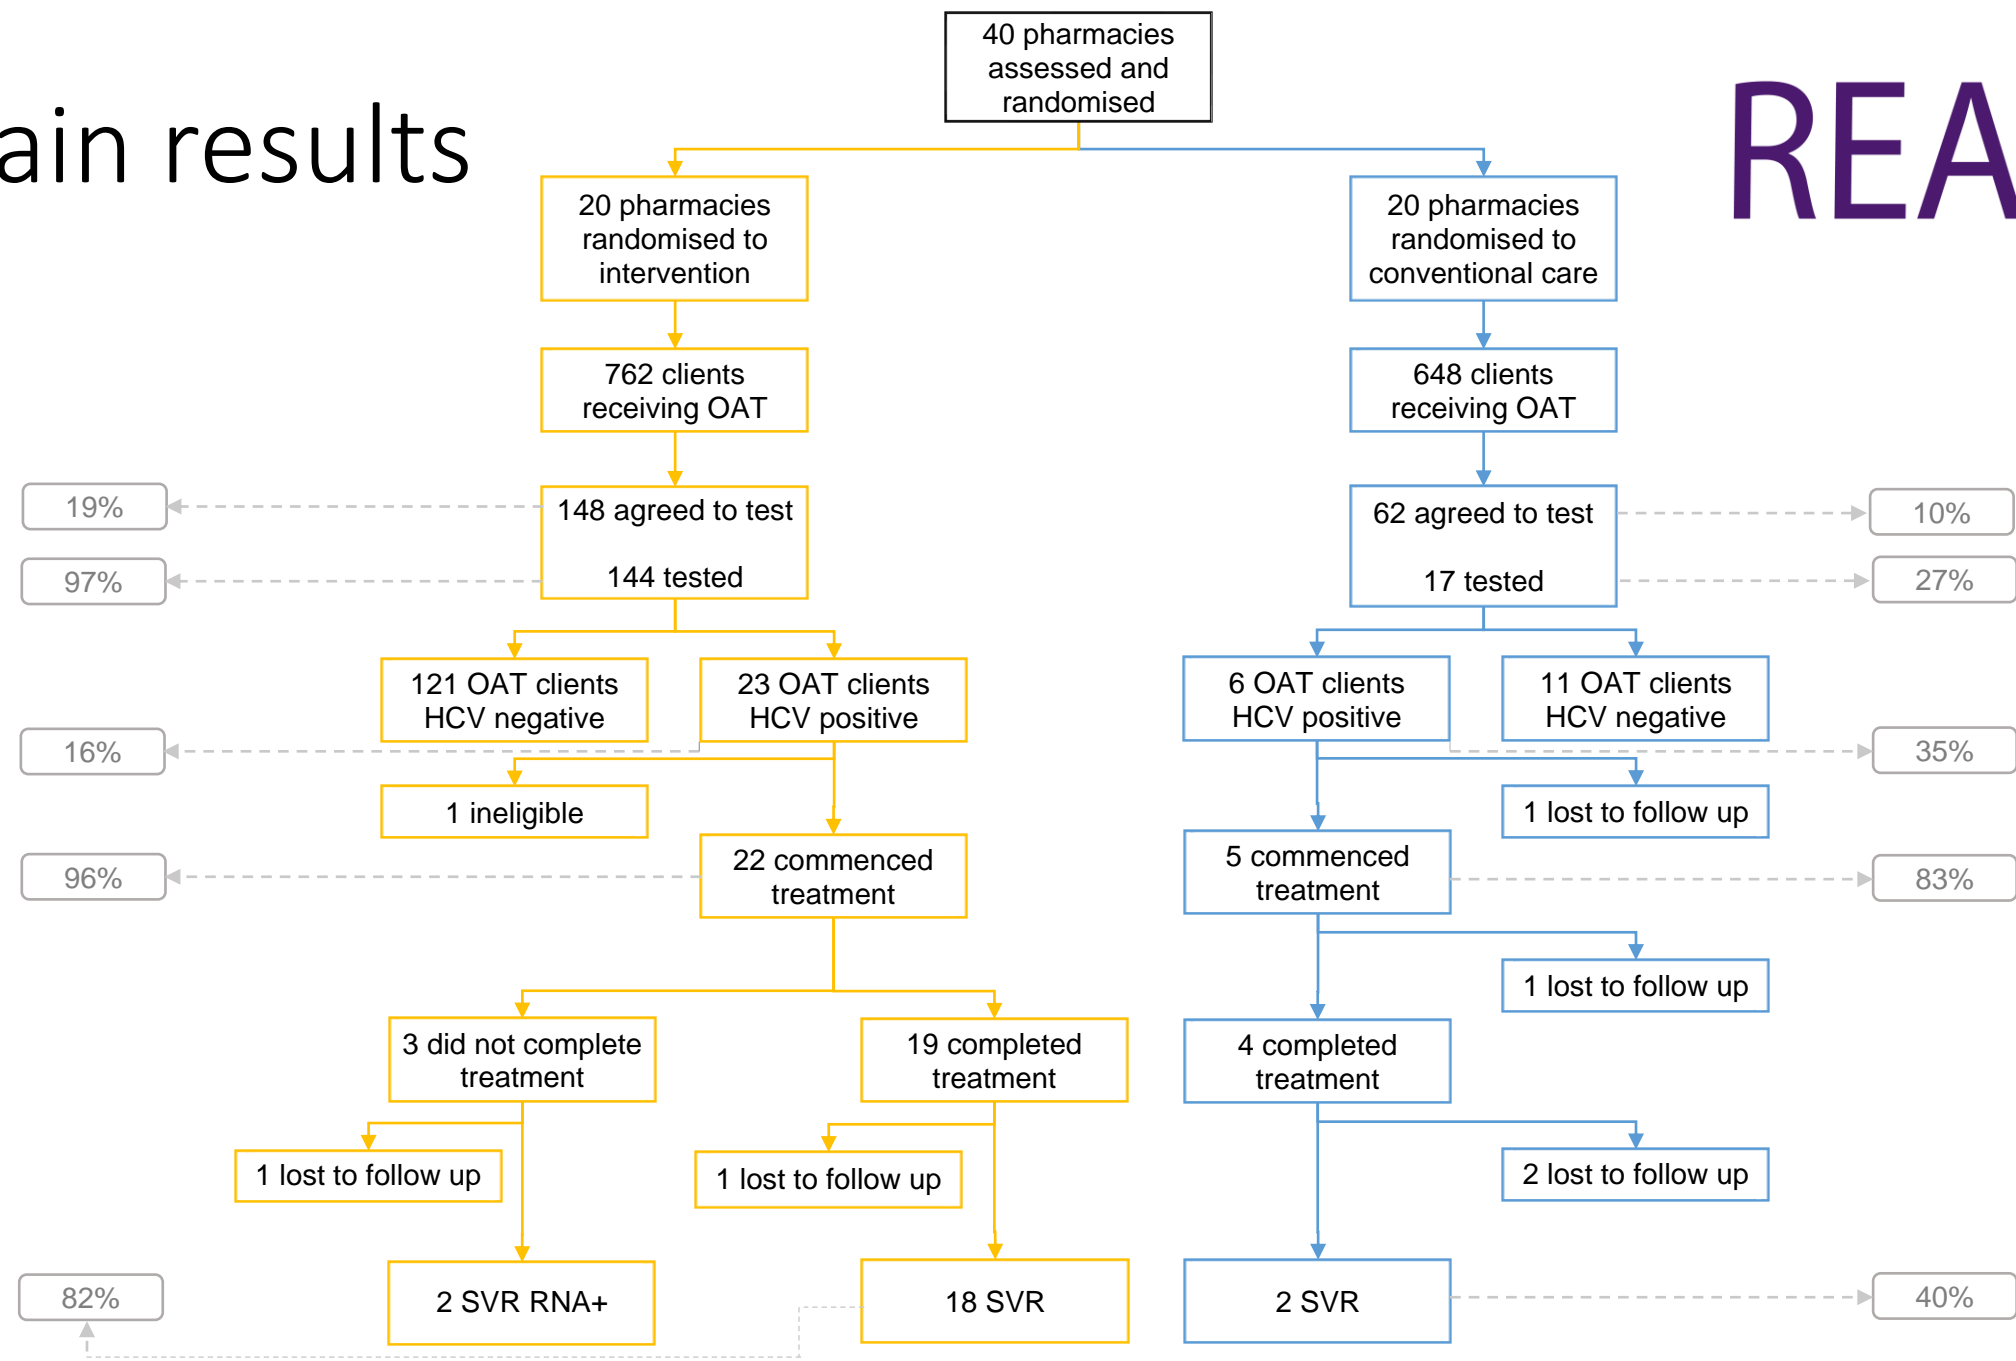 40 pharmacies
assessed and
randomised
ain results
REA
20 pharmacies
randomised to
intervention
20 pharmacies
randomised to
conventional care
762 clients
receiving OAT
648 clients
receiving OAT
19%
148 agreed to test
62 agreed to test
10%
97%
144 tested
17 tested
27%
121 OAT clients
HCV negative
23 OAT clients
HCV positive
6 OAT clients
HCV positive
11 OAT clients
HCV negative
16%
35%
1 ineligible
1 lost to follow up
96%
22 commenced
treatment
5 commenced
treatment
83%
1 lost to follow up
3 did not complete
treatment
19 completed
treatment
4 completed
treatment
1 lost to follow up
1 lost to follow up
2 lost to follow up
82%
2 SVR RNA+
18 SVR
2 SVR
40%